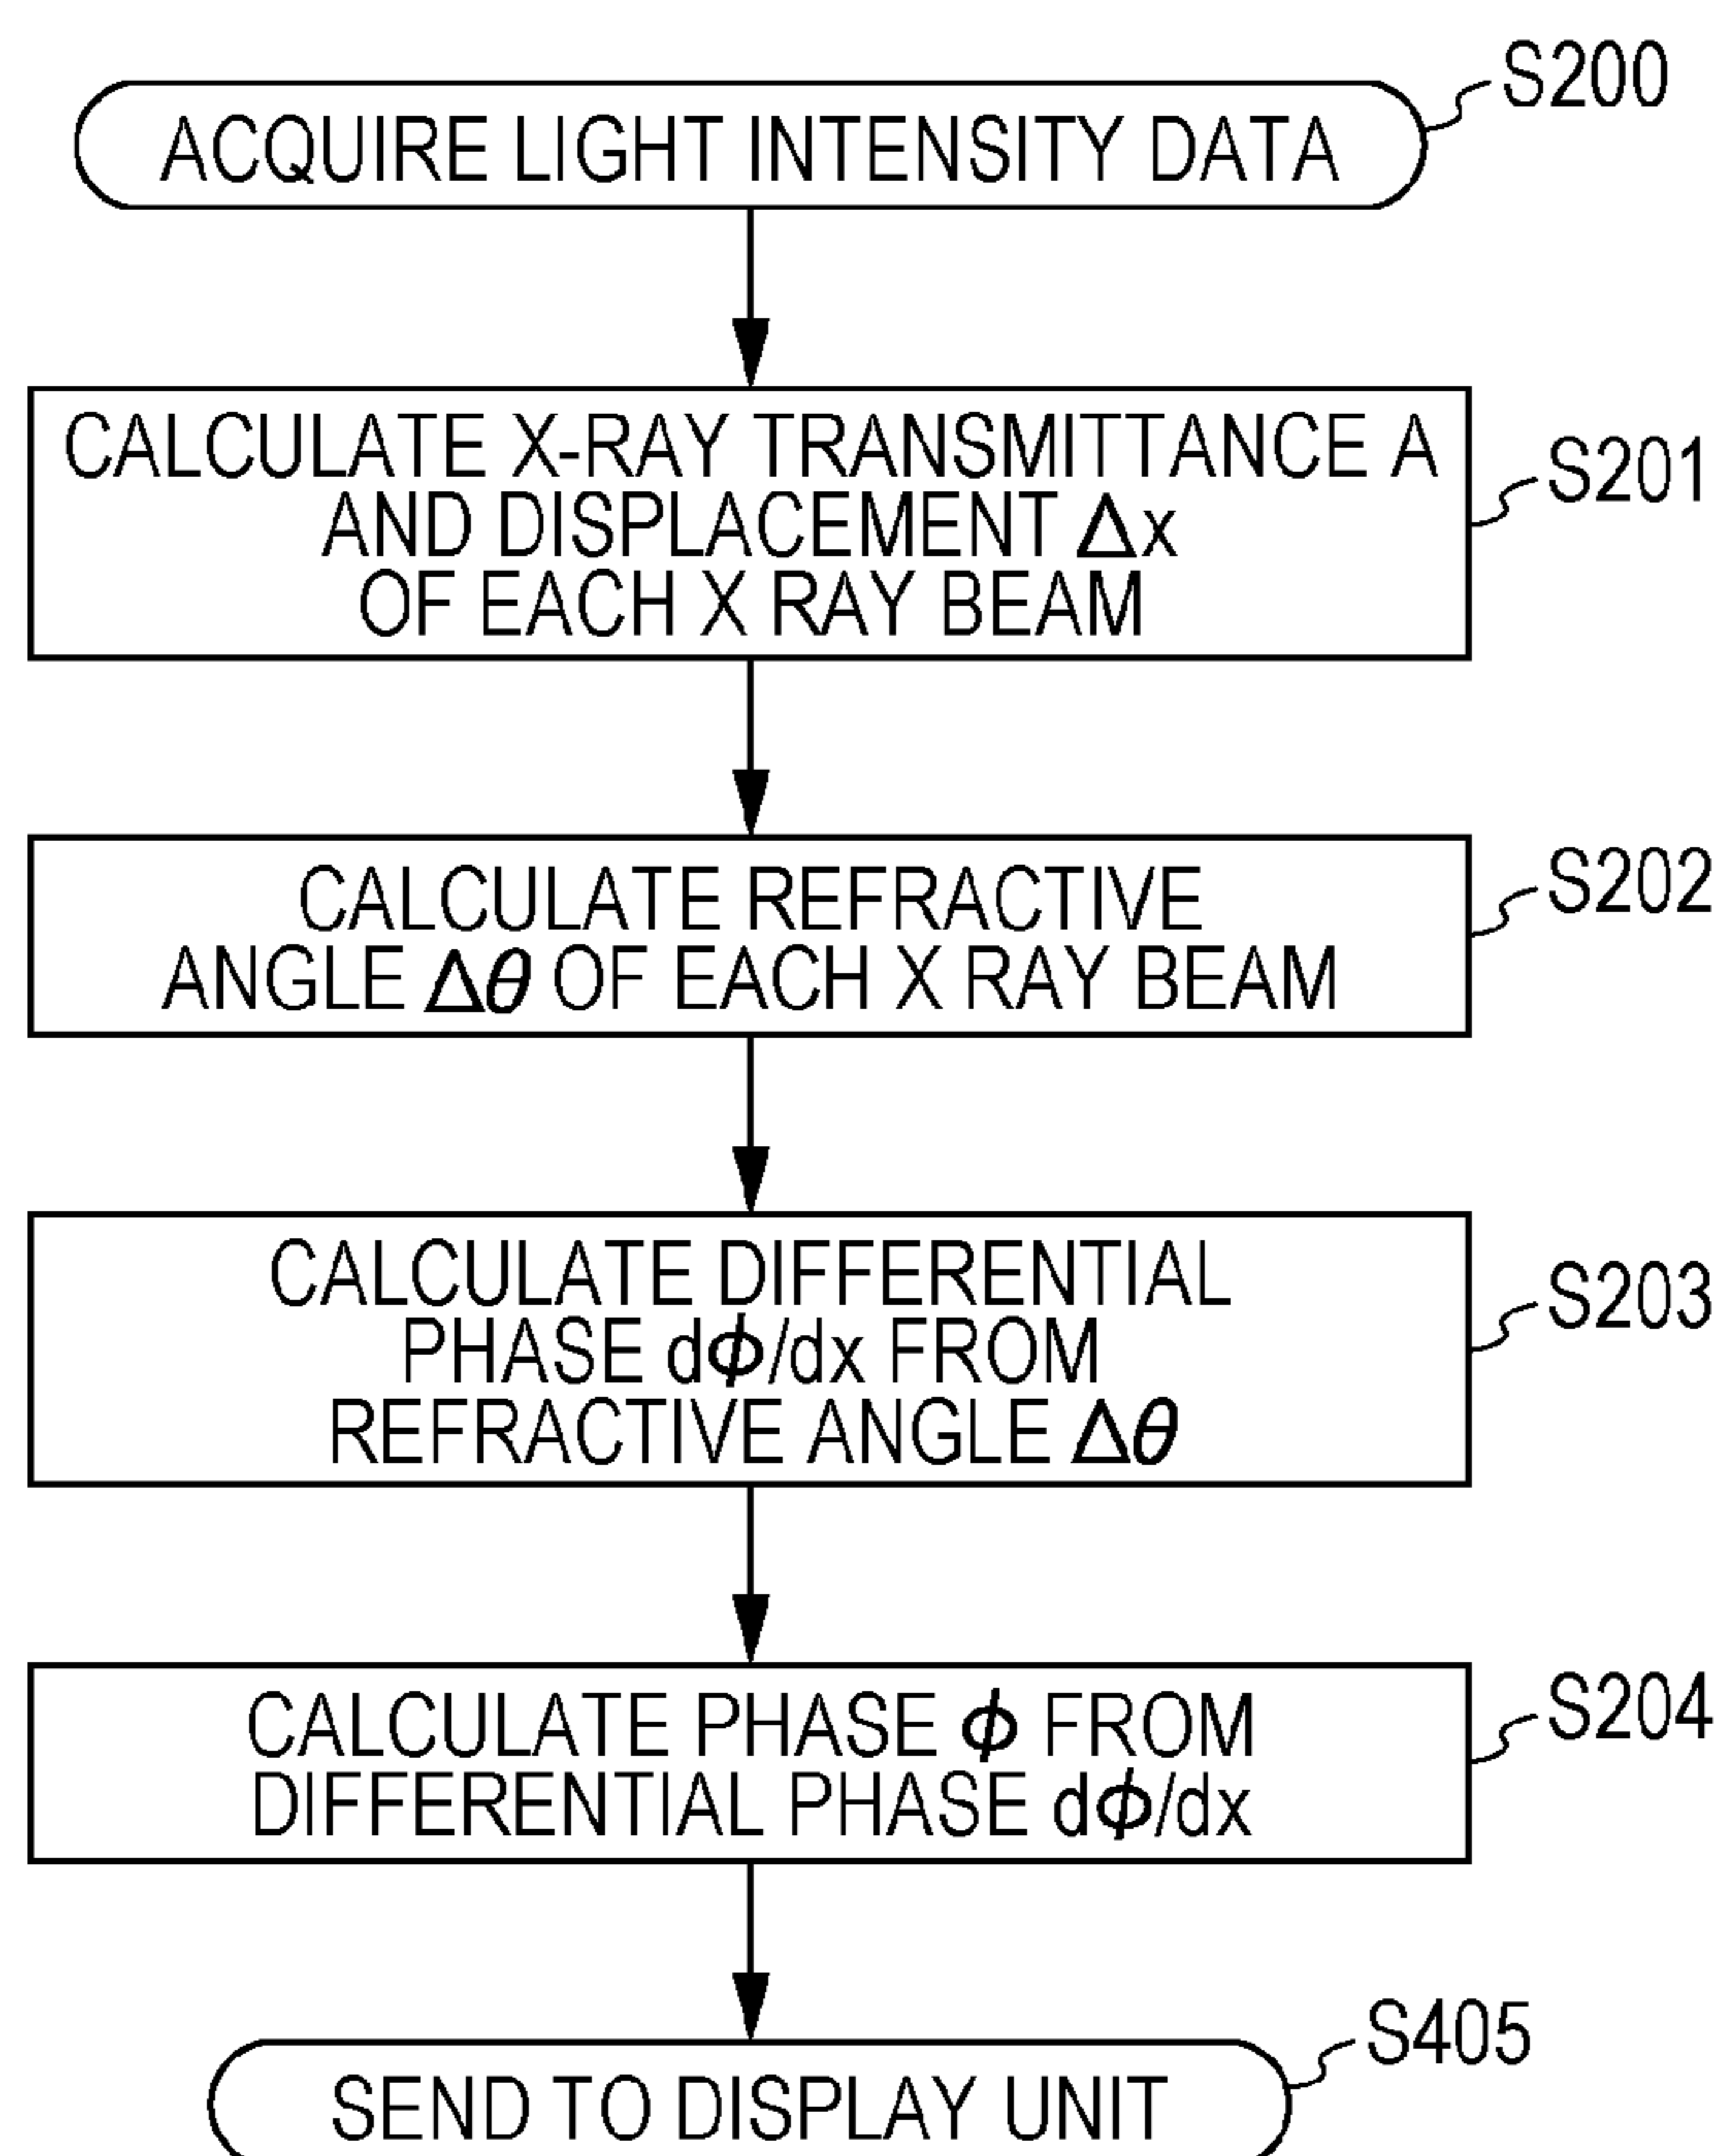 S200
ACQUIRE LIGHT INTENSITY DATA
CALCULATE X-RAY TRANSMITTANCE A
AND DISPLACEMENT Δx
OF EACH X RAY BEAM
S201
CALCULATE REFRACTIVE
ANGLE Δθ OF EACH X RAY BEAM
S202
CALCULATE DIFFERENTIAL
PHASE dϕ/dx FROM
REFRACTIVE ANGLE Δθ
S203
CALCULATE PHASE ϕ FROM
DIFFERENTIAL PHASE dϕ/dx
S204
S405
SEND TO DISPLAY UNIT